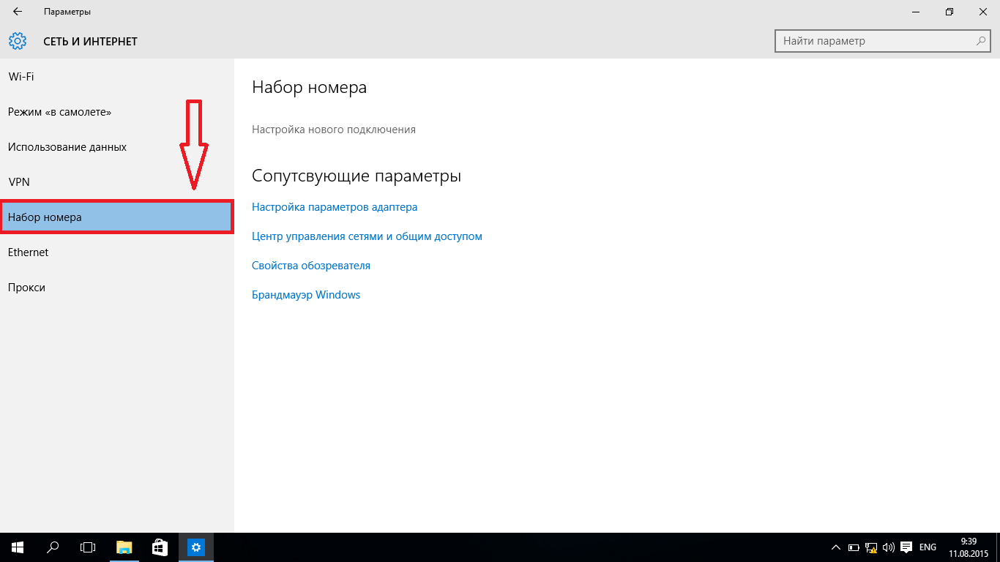 Параметры
СЕТЬ И ИНТЕРНЕТ
Найти параметр
Wi-Fi
Режим «в самолете»
Использование данных
VPN
Набор номера
Ethernet
Прокси
Набор номера
Настройка нового подключения
Сопутсвующие параметры
Настройка параметров адаптера
Центр управления сетями и общим доступом
Свойства обозревателя
Брандмауэр Windows
ENG
9:39
11.08.2015